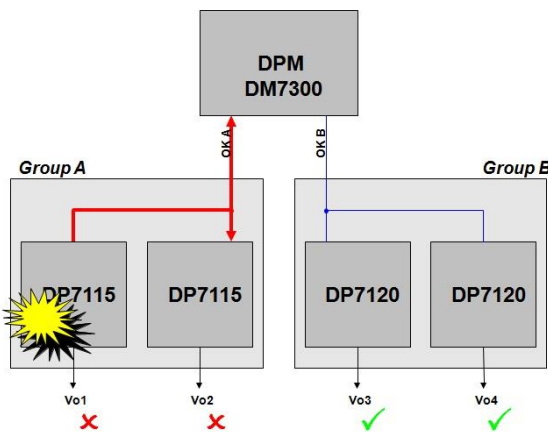 DPM
DM7300
OK A
OK B
Group A
Group B
DP7115
DP7115
DP7120
DP7120
Vo1
Vo2
Vo3
Vo4